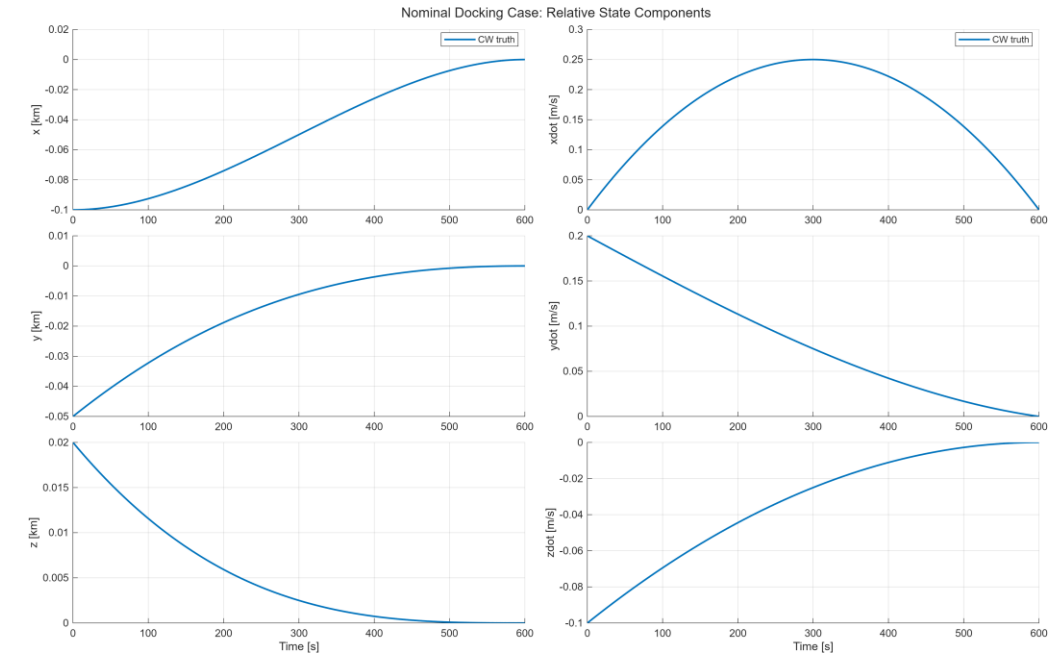 Nominal Docking Case: Relative State Components
CW truth
x [km]
0.02
0
-0.02
-0.04
-0.06
-0.08
-0.1
0 100 200 300 400 500 600
CW truth
xdot [m/s]
0.3
0.25
0.2
0.15
0.1
0.05
0
0 100 200 300 400 500 600
y [km]
0.01
0
-0.01
-0.02
-0.03
-0.04
-0.05
0 100 200 300 400 500 600
ydot [m/s]
0.2
0.15
0.1
0.05
0
0 100 200 300 400 500 600
z [km]
0.02
0.015
0.01
0.005
0
0 100 200 300 400 500 600
Time [s]
zdot [m/s]
0
-0.02
-0.04
-0.06
-0.08
-0.1
0 100 200 300 400 500 600
Time [s]